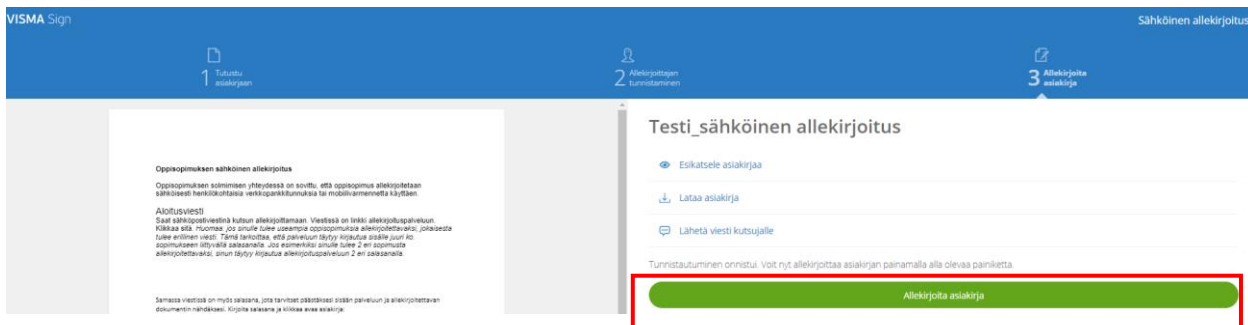 VISMA Sign
Sähköinen allekirjoitus
1 Tutustu asiakirjaan
2 Allekirjoittajan tunnistaminen
3 Allekirjoita asiakirja
Oppisopimuksen sähköinen allekirjoitus
Oppisopimuksen solmimisen yhteydessä on sovittu, että oppisopimus allekirjoitetaan
sähköisesti henkilökohtaisia verkkopankkitunnuksia tai mobiilivarmennetta käyttäen.
Aloitusviesti
Saat sähköpostiviestinä kutsun allekirjoittamaan. Viestissä on linkki allekirjoituspalveluun.
Klikkaa sitä. Huomaa, jos sinulle tulee useampia oppisopimuksia allekirjoitettavaksi, jokaisesta
tulee erillinen viesti. Tämä tarkoittaa, että palveluun täytyy kirjautua sisälle juuri ko.
sopimukseen liittyvällä salasanalla. Jos esimerkiksi sinulle tulee 2 eri sopimusta
allekirjoitettavaksi, sinun täytyy kirjautua allekirjoituspalveluun 2 eri salasanalla.
Samassa viestissä on myös salasana, jota tarvitset päästäksesi sisään palveluun ja allekirjoitettavan
dokumentin nähdäksesi. Kirjoita salasana ja klikkaa avaa asiakirja:
Testi_sähköinen allekirjoitus
Esikatsele asiakirjaa
Lataa asiakirja
Lähetä viesti kutsujalle
Tunnistautuminen onnistui. Voit nyt allekirjoittaa asiakirjan painamalla alla olevaa painiketta.
Allekirjoita asiakirja